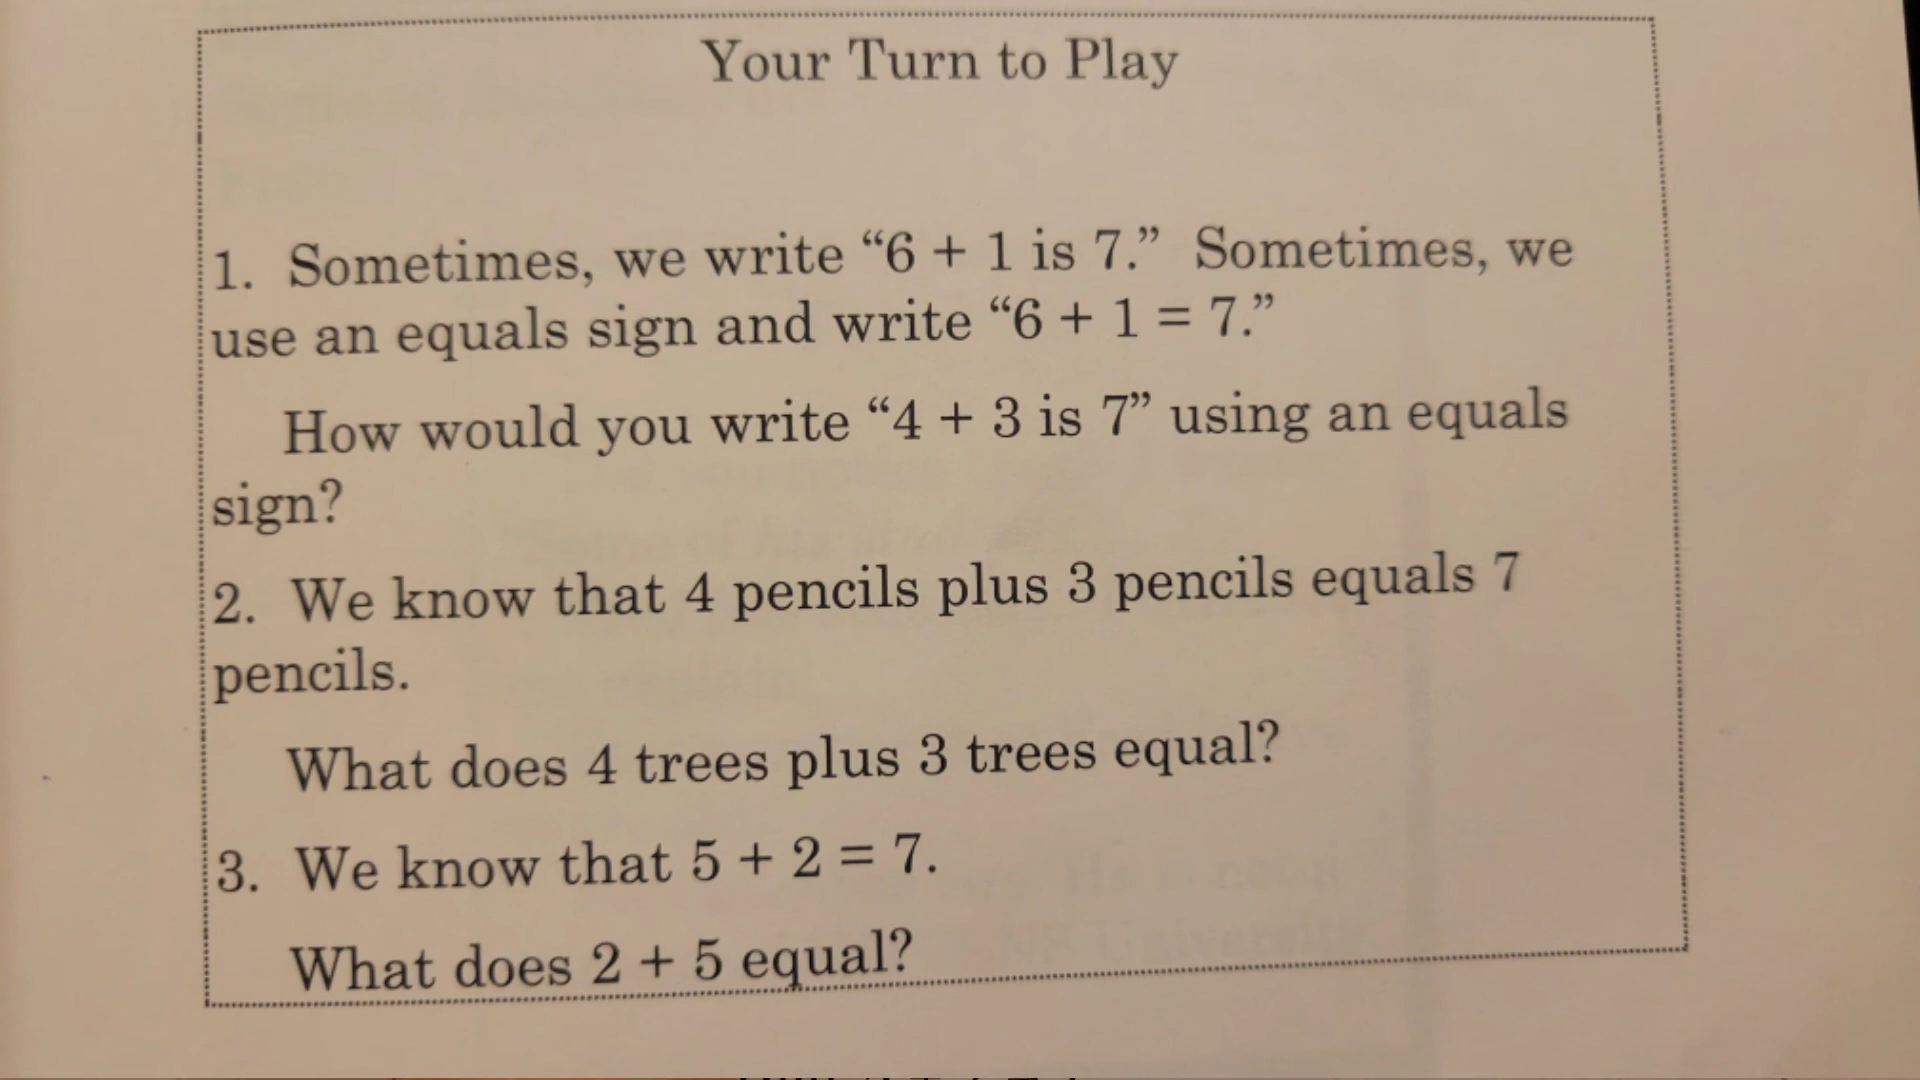 Your Turn to Play
1. Sometimes, we write “6 + 1 is 7.” Sometimes, we
use an equals sign and write “6 + 1 = 7.”
How would you write “4 + 3 is 7” using an equals
sign?
2. We know that 4 pencils plus 3 pencils equals 7
pencils.
What does 4 trees plus 3 trees equal?
3. We know that 5 + 2 = 7.
What does 2 + 5 equal?